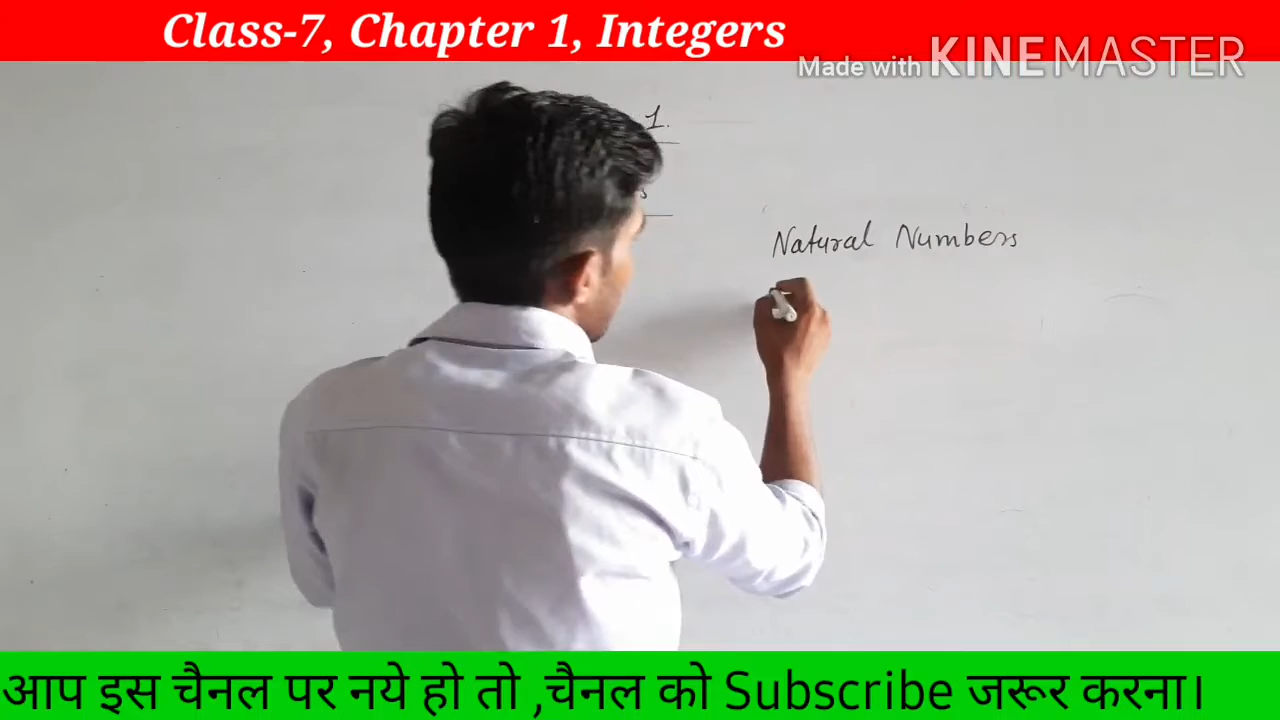 Class-7, Chapter 1, Integers
Made with KINEMASTER
1.
Natural Numbers
आप इस चैनल पर नये हो तो ,चैनल को Subscribe जरूर करना।